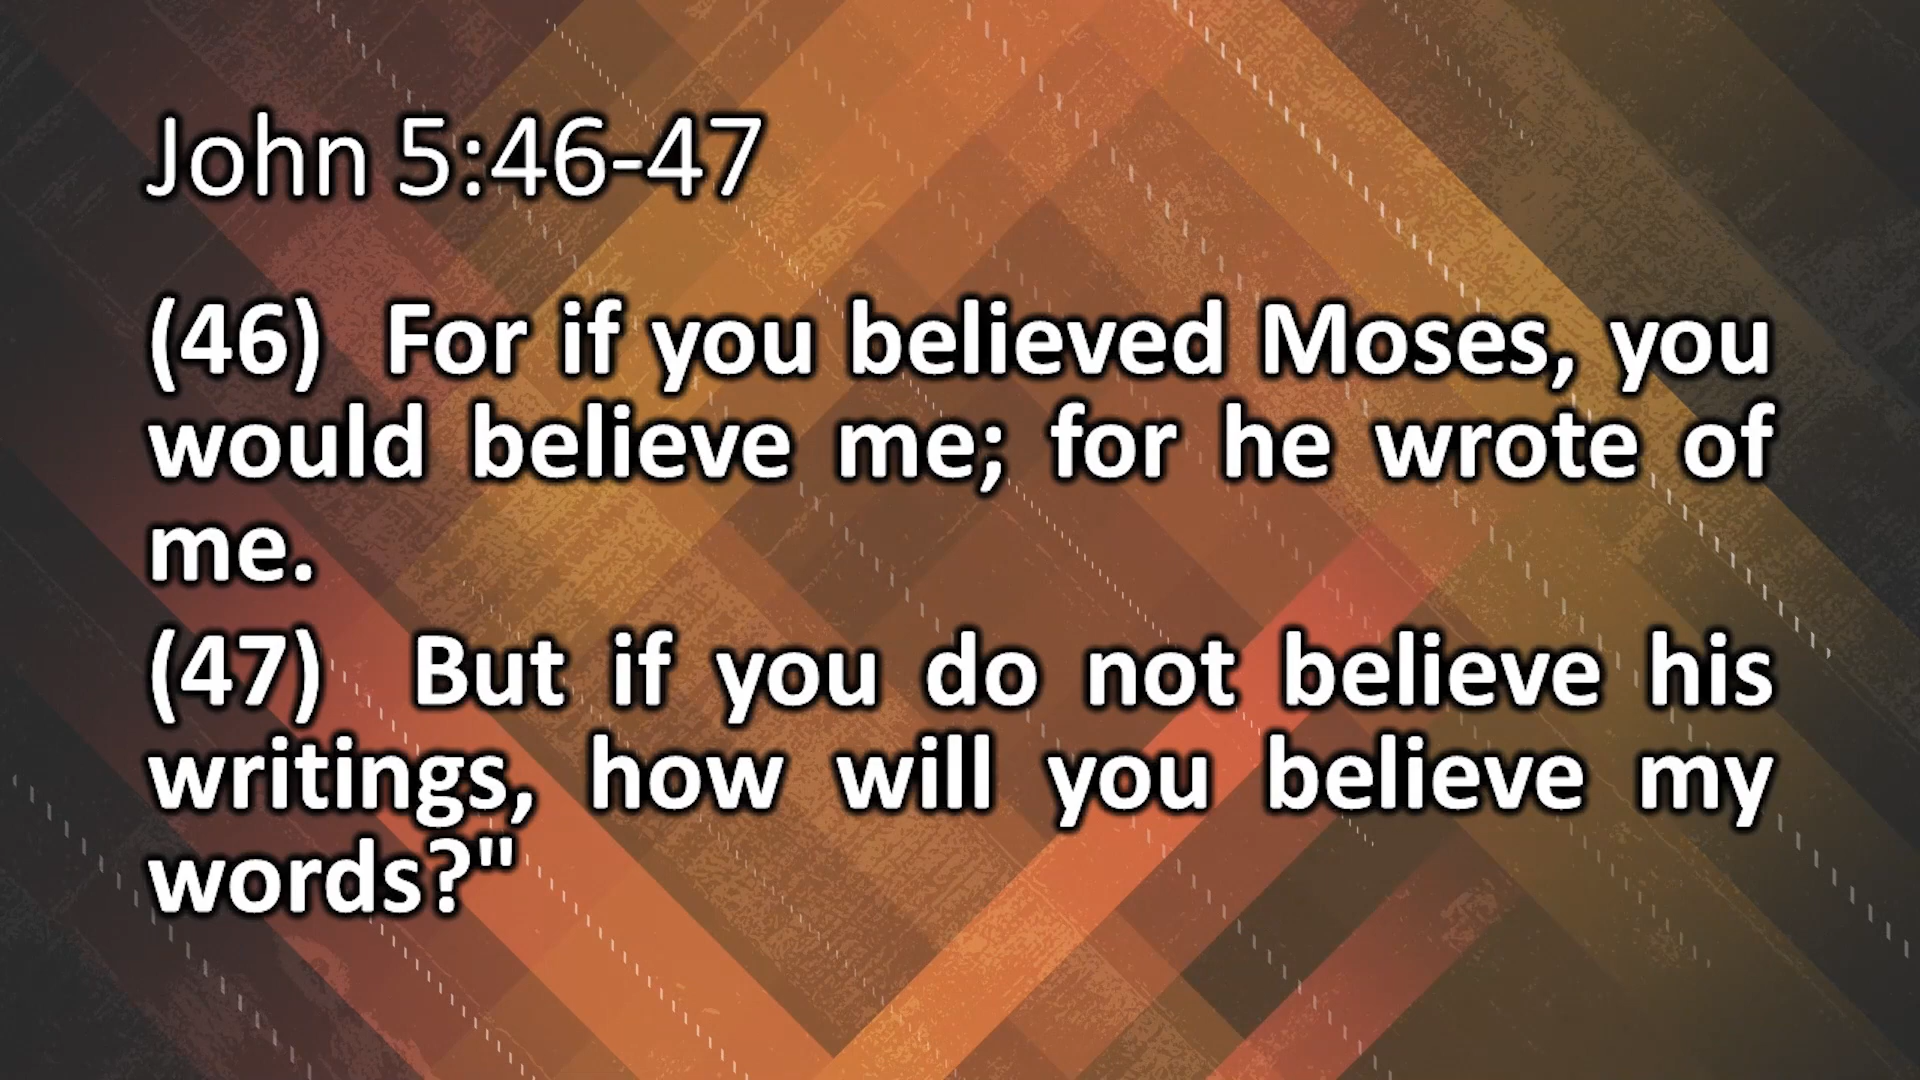 John 5:46-47
(46) For if you believed Moses, you
would believe me; for he wrote of
me.
(47) But if you do not believe his
writings, how will you believe my
words?"